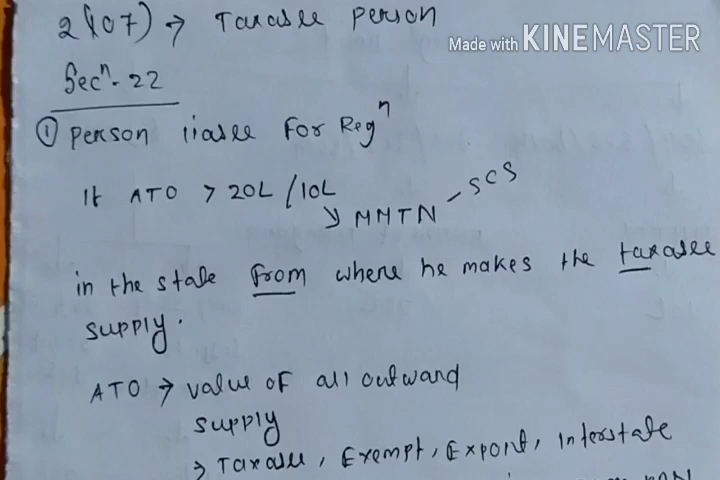 2(107) → Taxable person
Made with KINEMASTER
Secⁿ-22
① person liable For Regⁿ
If ATO > 20L /10L
↘ MMTN - SCS
in the state From where he makes the taxable
supply.
ATO → value of all outward
supply
→ Taxable, Exempt, Export, Interstate